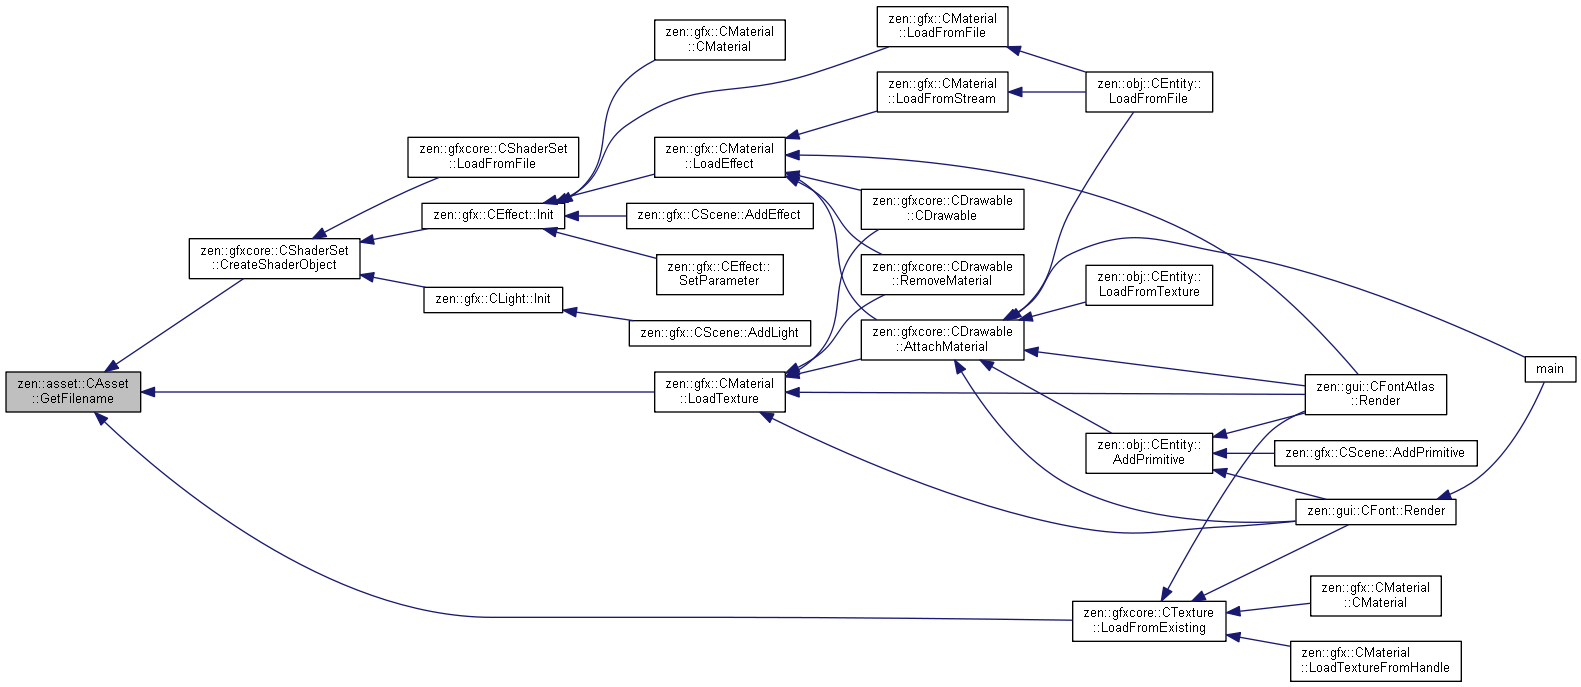 zen::gfx::CMaterial
::LoadFromFile
zen::gfx::CMaterial
::CMaterial
zen::gfx::CMaterial
::LoadFromStream
zen::obj::CEntity::
LoadFromFile
zen::gfxcore::CShaderSet
::LoadFromFile
zen::gfx::CMaterial
::LoadEffect
zen::gfxcore::CDrawable
::CDrawable
zen::gfx::CEffect::Init
zen::gfx::CScene::AddEffect
zen::gfxcore::CShaderSet
::CreateShaderObject
zen::gfx::CEffect::
SetParameter
zen::gfxcore::CDrawable
::RemoveMaterial
zen::obj::CEntity::
LoadFromTexture
zen::gfx::CLight::Init
zen::gfx::CScene::AddLight
zen::gfxcore::CDrawable
::AttachMaterial
main
zen::asset::CAsset
::GetFilename
zen::gfx::CMaterial
::LoadTexture
zen::gui::CFontAtlas
::Render
zen::obj::CEntity::
AddPrimitive
zen::gfx::CScene::AddPrimitive
zen::gui::CFont::Render
zen::gfx::CMaterial
::CMaterial
zen::gfxcore::CTexture
::LoadFromExisting
zen::gfx::CMaterial
::LoadTextureFromHandle